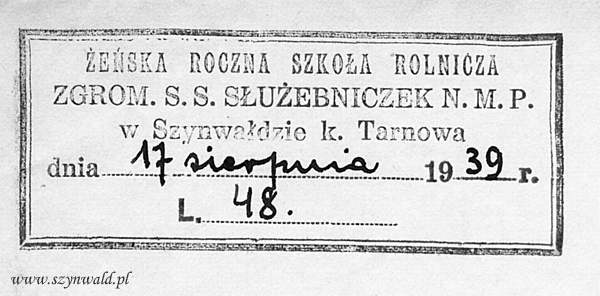 ŻEŃSKA ROCZNA SZKOŁA ROLNICZA
ZGROM. S. S. SŁUŻEBNICZEK N. M. P.
w Szynwałdzie k. Tarnowa
dnia 17 sierpnia 1939 r.
L. 48.
www.szynwald.pl